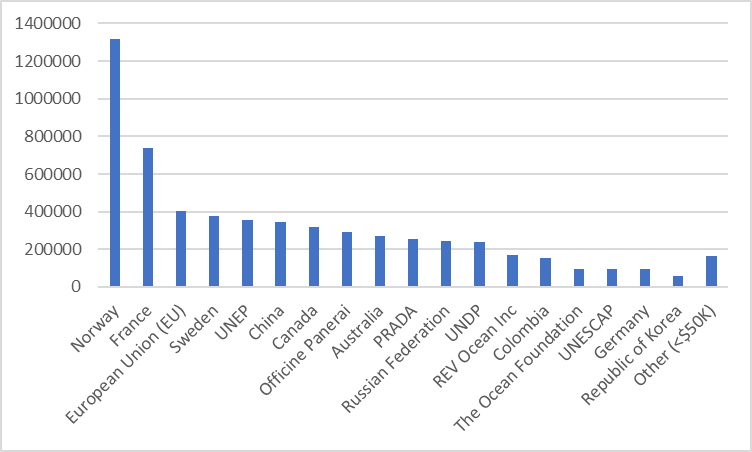 1400000
1200000
1000000
800000
600000
400000
200000
0
Norway
France
European Union (EU)
Sweden
UNEP
China
Canada
Officine Panerai
Australia
PRADA
Russian Federation
UNDP
REV Ocean Inc
Colombia
The Ocean Foundation
UNESCAP
Germany
Republic of Korea
Other (<$50K)